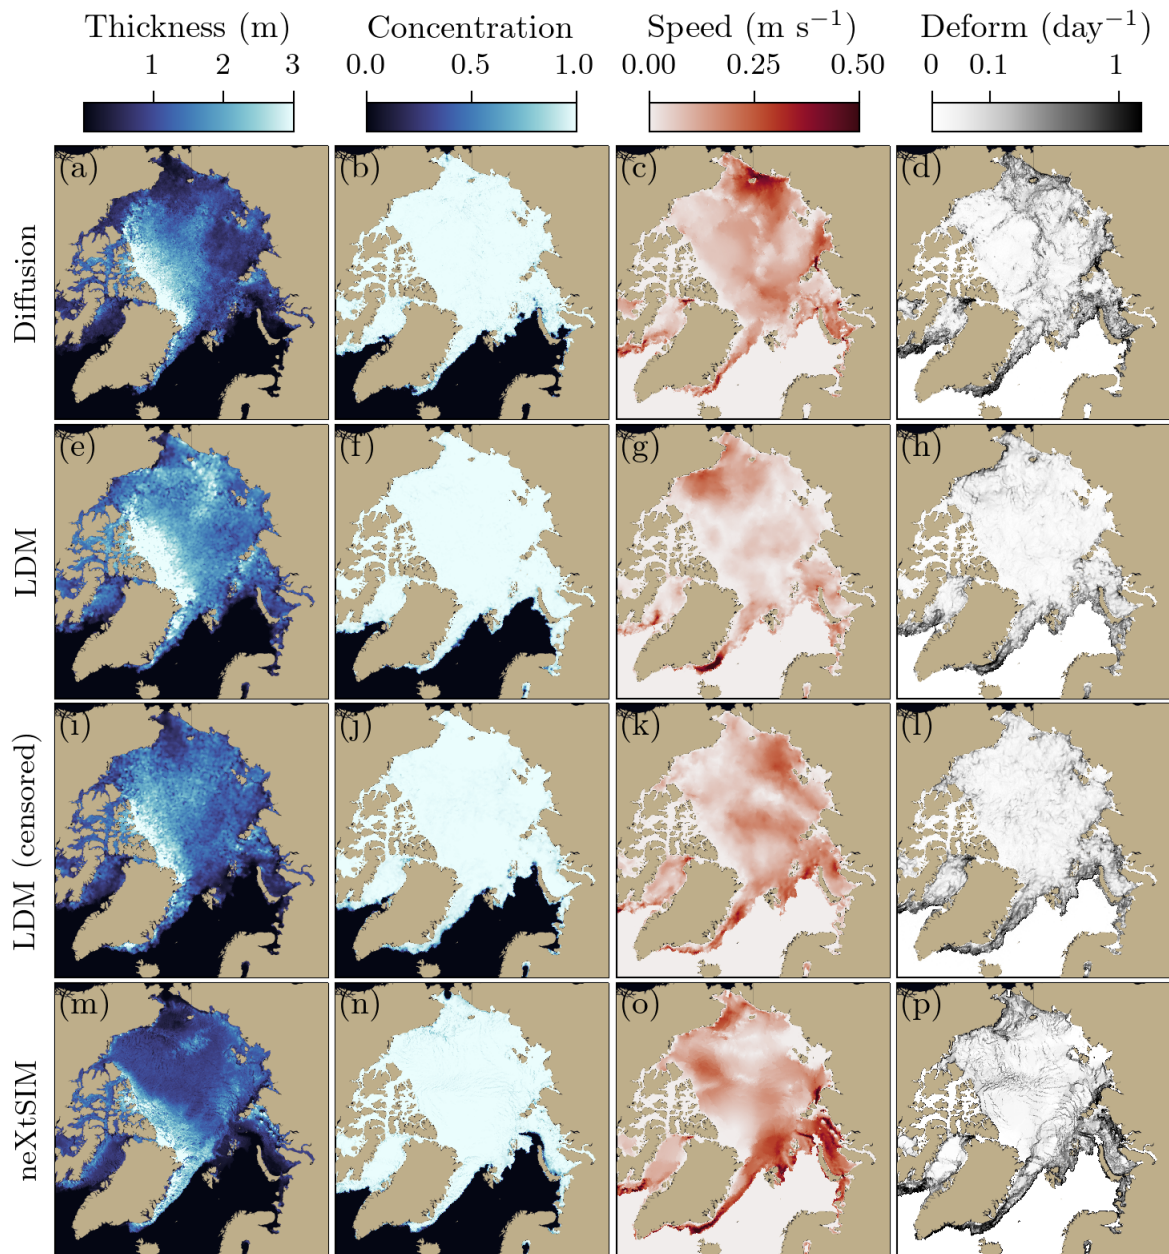 Thickness (m) Concentration Speed (m s⁻¹) Deform (day⁻¹)
1 2 3 0.0 0.5 1.0 0.00 0.25 0.50 0 0.1 1
Diffusion
(a) (b) (c) (d)
LDM
(e) (f) (g) (h)
LDM (censored)
(i) (j) (k) (l)
neXtSIM
(m) (n) (o) (p)